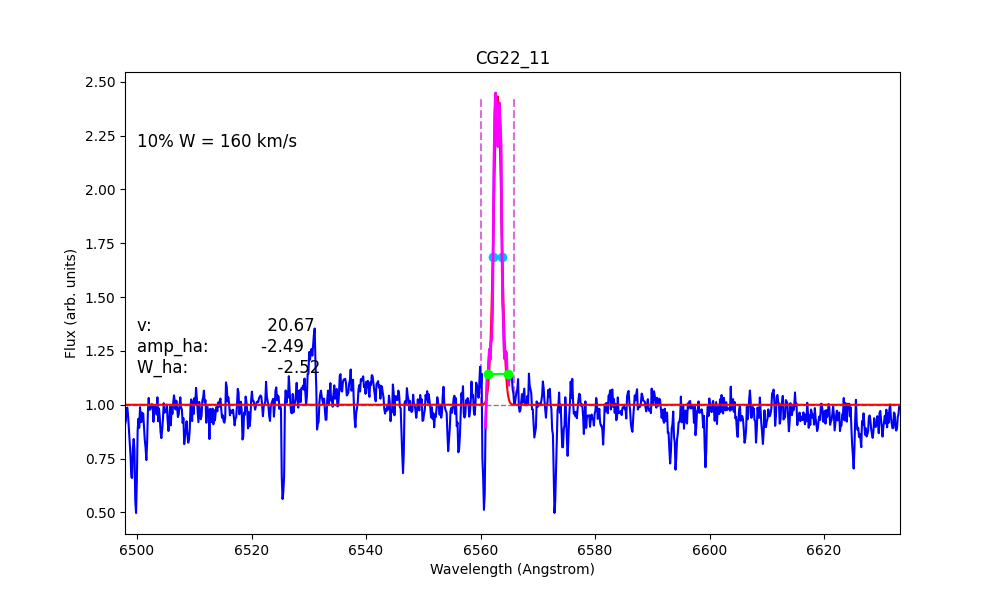 CG22_11
2.50
2.25
2.00
1.75
1.50
1.25
1.00
0.75
0.50
Flux (arb. units)
10% W = 160 km/s
v: 20.67
amp_ha: -2.49
W_ha: -2.52
6500 6520 6540 6560 6580 6600 6620
Wavelength (Angstrom)